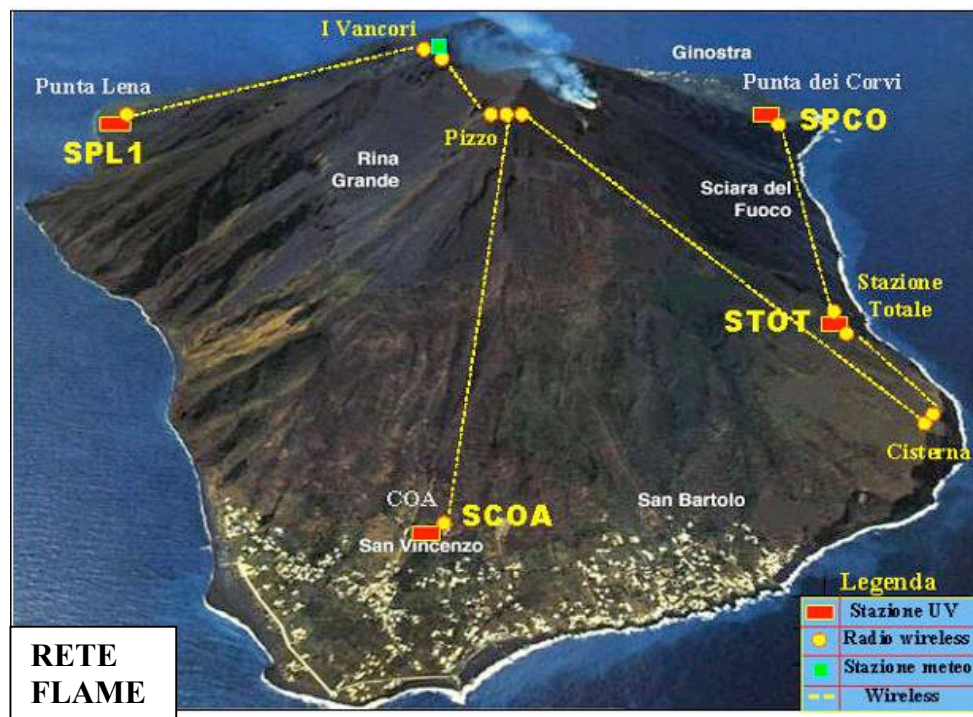 I Vancori
Ginostra
Punta Lena
Punta dei Corvi
SPL1
SPCO
Pizzo
Rina
Grande
Sciara del
Fuoco
Stazione
Totale
STOT
Cisterna
COA
SCOA
San Bartolo
San Vincenzo
Legenda
Stazione UV
Radio wireless
Stazione meteo
Wireless
RETE
FLAME